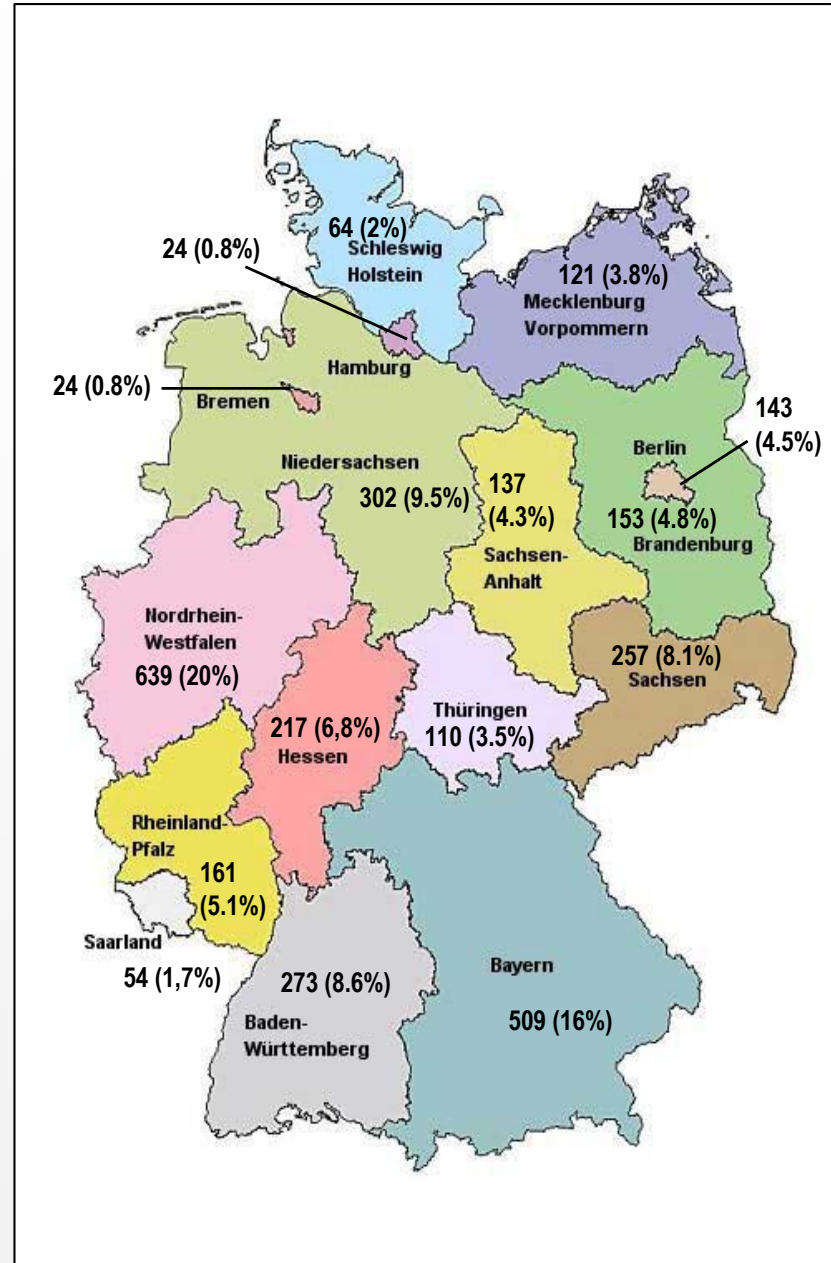 64 (2%)
Schleswig
Holstein
24 (0.8%)
121 (3.8%)
Mecklenburg
Vorpommern
Hamburg
24 (0.8%)
Bremen
143
(4.5%)
Berlin
Niedersachsen
302 (9.5%)
137
(4.3%)
153 (4.8%)
Brandenburg
Sachsen-
Anhalt
Nordrhein-
Westfalen
639 (20%)
257 (8.1%)
Sachsen
217 (6,8%)
Hessen
Thüringen
110 (3.5%)
Rheinland-
Pfalz
161
(5.1%)
Saarland
54 (1,7%)
273 (8.6%)
Baden-
Württemberg
Bayern
509 (16%)